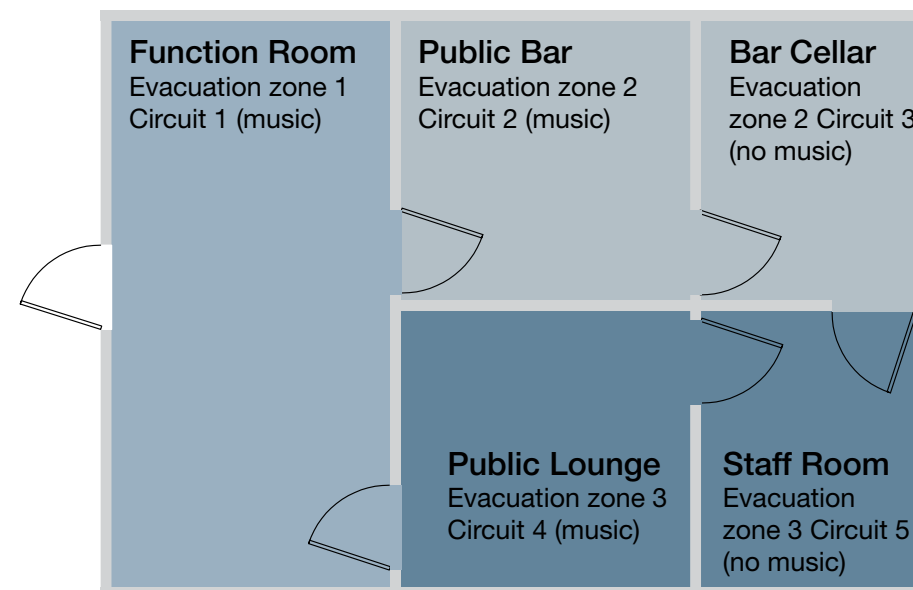 Function Room
Evacuation zone 1
Circuit 1 (music)
Public Bar
Evacuation zone 2
Circuit 2 (music)
Bar Cellar
Evacuation
zone 2 Circuit 3
(no music)
Public Lounge
Evacuation zone 3
Circuit 4 (music)
Staff Room
Evacuation
zone 3 Circuit 5
(no music)